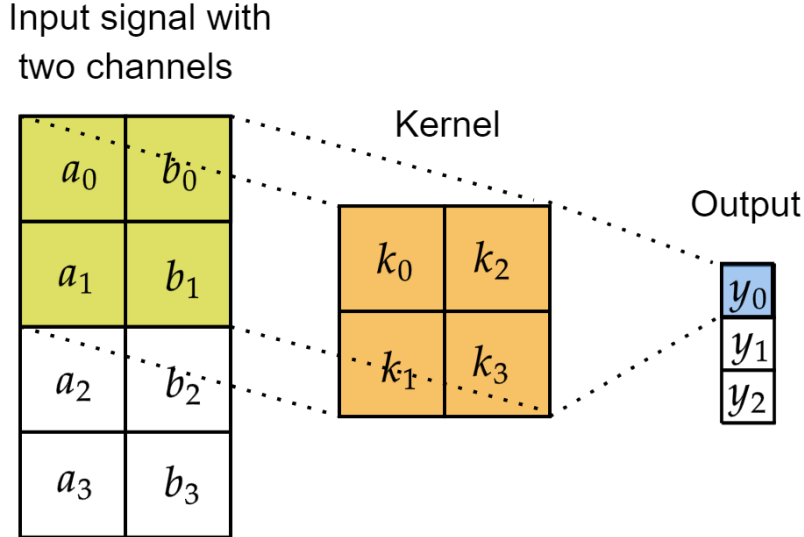 Input signal with
two channels
Kernel
Output
a₀ b₀
a₁ b₁
a₂ b₂
a₃ b₃
k₀ k₂
k₁ k₃
y₀
y₁
y₂